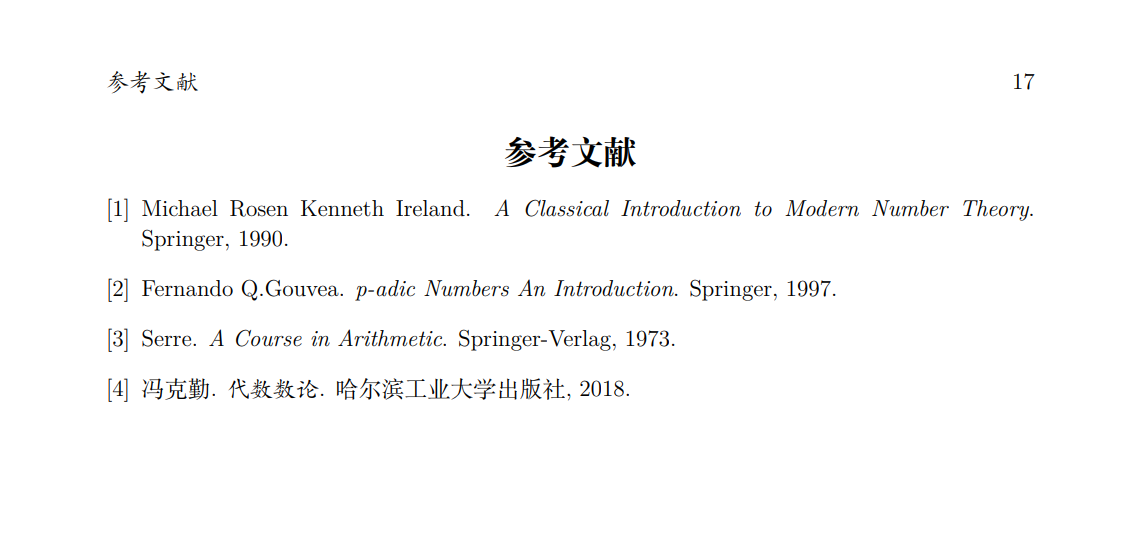 参考文献 17
参考文献
[1] Michael Rosen Kenneth Ireland. A Classical Introduction to Modern Number Theory.
Springer, 1990.
[2] Fernando Q.Gouvea. p-adic Numbers An Introduction. Springer, 1997.
[3] Serre. A Course in Arithmetic. Springer-Verlag, 1973.
[4] 冯克勤. 代数数论. 哈尔滨工业大学出版社, 2018.